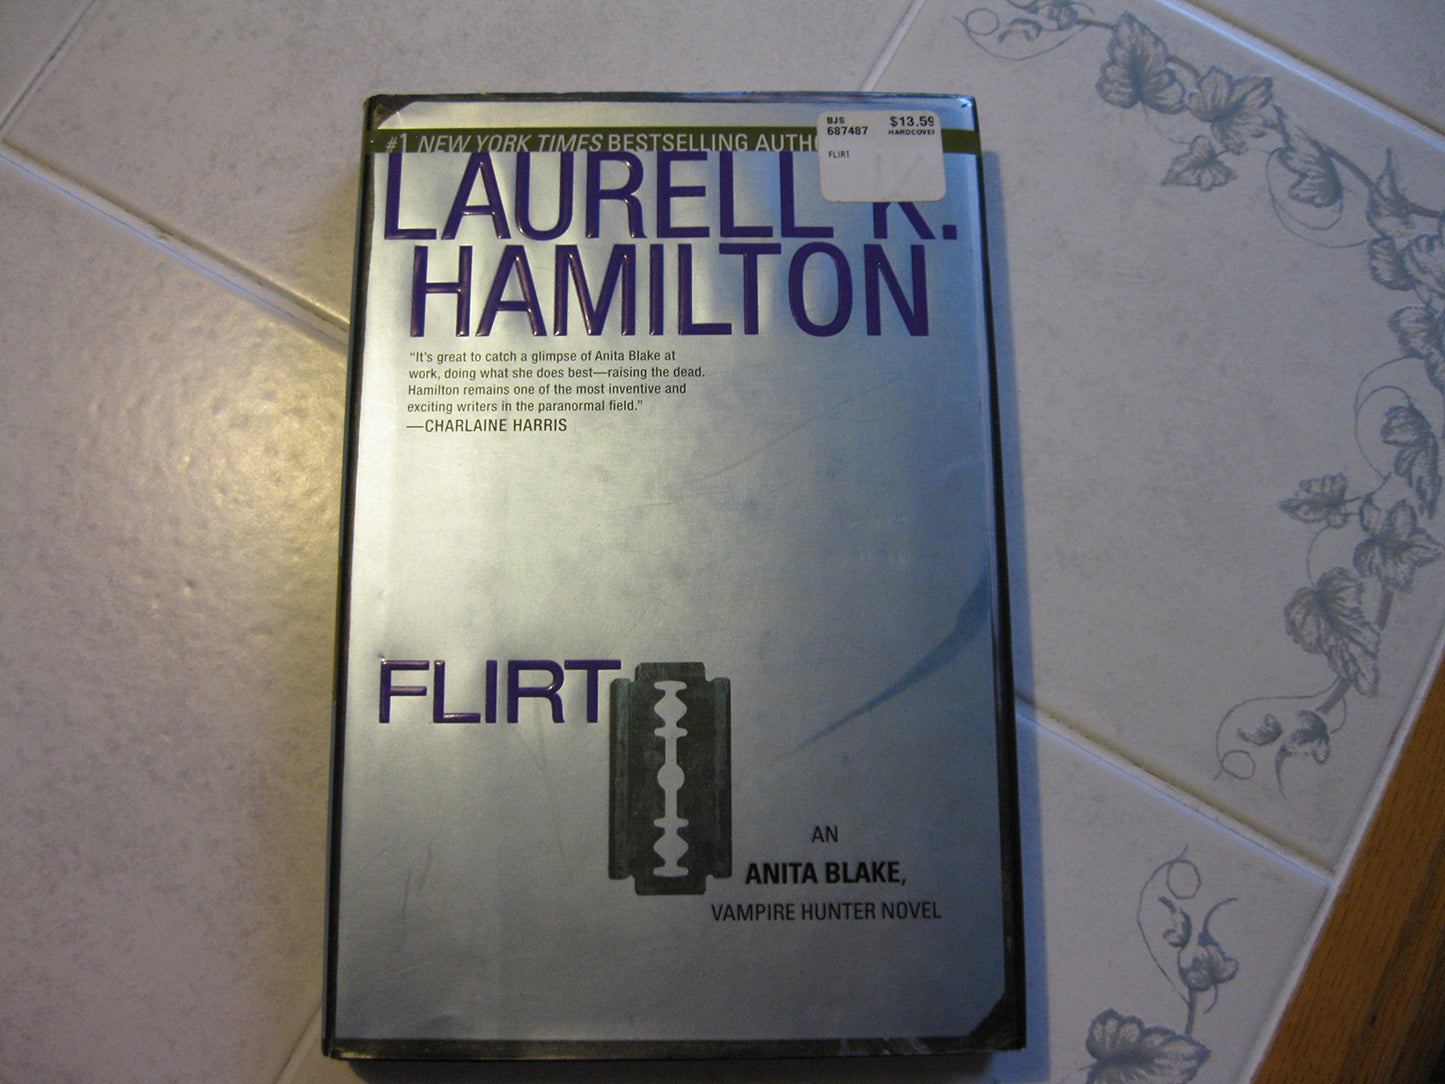 BJS $13.59
687487 HARDCOVER
FLIRT
#1 NEW YORK TIMES BESTSELLING
LAURELL K.
HAMILTON
"It's great to catch a glimpse of Anita Blake at
work, doing what she does best—raising the dead.
Hamilton remains one of the most inventive and
exciting writers in the paranormal field."
—CHARLAINE HARRIS
FLIRT
AN
ANITA BLAKE,
VAMPIRE HUNTER NOVEL